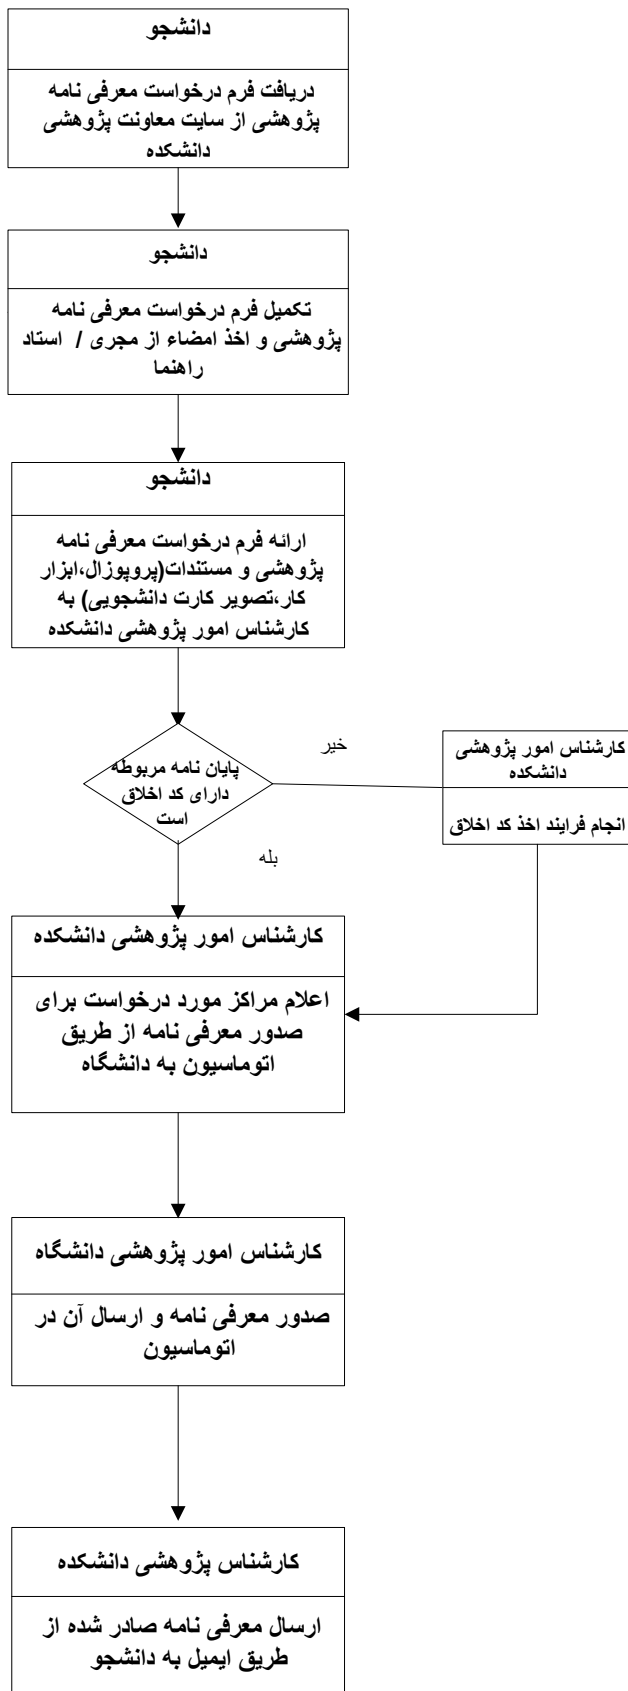 دانشجو
دریافت فرم درخواست معرفی نامه
پژوهشی از سایت معاونت پژوهشی
دانشکده
دانشجو
تکمیل فرم درخواست معرفی نامه
پژوهشی و اخذ امضاء از مجری / استاد
راهنما
دانشجو
ارائه فرم درخواست معرفی نامه
پژوهشی و مستندات(پروپوزال،ابزار
کار،تصویر کارت دانشجویی) به
کارشناس امور پژوهشی دانشکده
پایان نامه مربوطه
دارای کد اخلاق
است
خیر
کارشناس امور پژوهشی
دانشکده
انجام فرایند اخذ کد اخلاق
بله
کارشناس امور پژوهشی دانشکده
اعلام مراکز مورد درخواست برای
صدور معرفی نامه از طریق
اتوماسیون به دانشگاه
کارشناس امور پژوهشی دانشگاه
صدور معرفی نامه و ارسال آن در
اتوماسیون
کارشناس پژوهشی دانشکده
ارسال معرفی نامه صادر شده از
طریق ایمیل به دانشجو